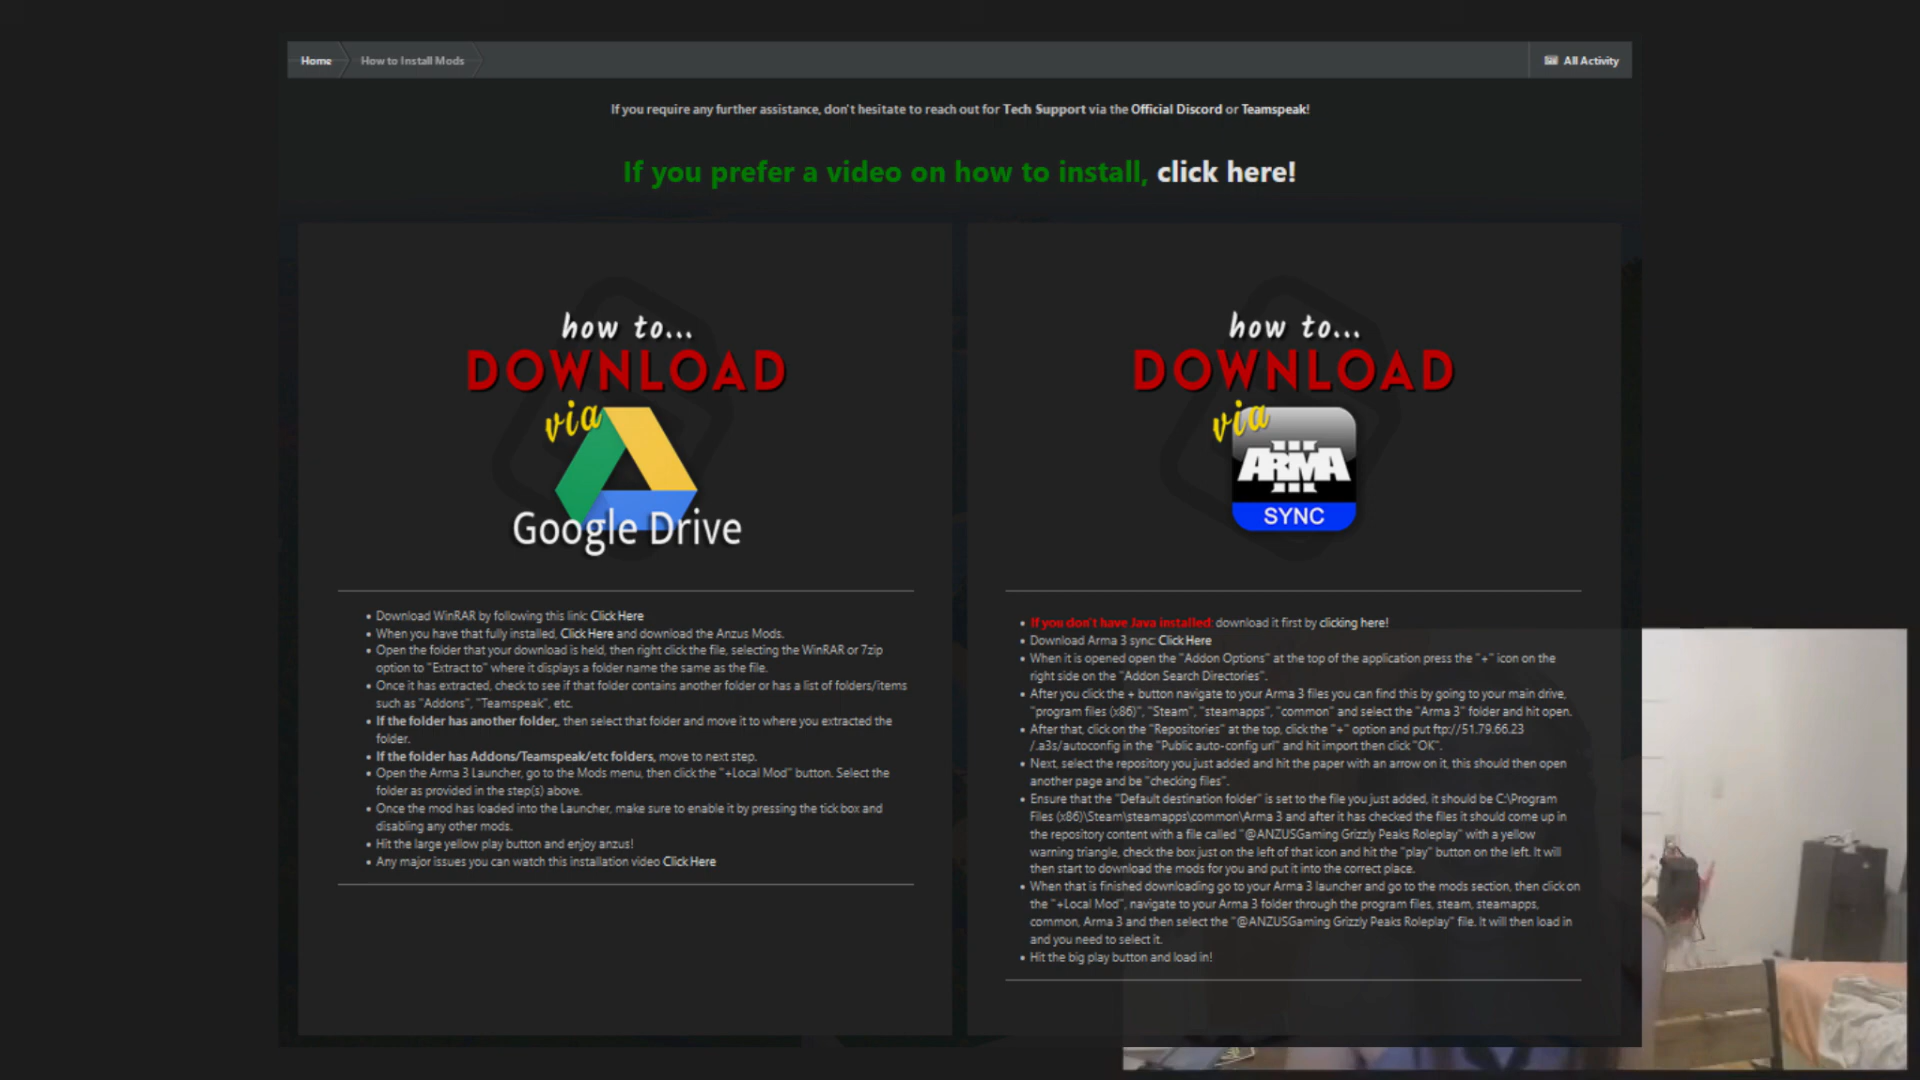 Home
How to Install Mods
All Activity
If you require any further assistance, don't hesitate to reach out for Tech Support via the Official Discord or Teamspeak!
If you prefer a video on how to install, click here!
how to...
DOWNLOAD
via
Google Drive
• Download WinRAR by following this link: Click Here
• When you have that fully installed, Click Here and download the Anzus Mods.
• Open the folder that your download is held, then right click the file, selecting the WinRAR or 7zip
option to "Extract to" where it displays a folder name the same as the file.
• Once it has extracted, check to see if that folder contains another folder or has a list of folders/items
such as "Addons", "Teamspeak", etc.
• If the folder has another folder,, then select that folder and move it to where you extracted the
folder.
• If the folder has Addons/Teamspeak/etc folders, move to next step.
• Open the Arma 3 Launcher, go to the Mods menu, then click the "+Local Mod" button. Select the
folder as provided in the step(s) above.
• Once the mod has loaded into the Launcher, make sure to enable it by pressing the tick box and
disabling any other mods.
• Hit the large yellow play button and enjoy anzus!
• Any major issues you can watch this installation video Click Here
how to...
DOWNLOAD
via
ARMA
III
SYNC
• If you don't have Java installed: download it first by clicking here!
• Download Arma 3 sync: Click Here
• When it is opened open the "Addon Options" at the top of the application press the "+" icon on the
right side on the "Addon Search Directories".
• After you click the + button navigate to your Arma 3 files you can find this by going to your main drive,
"program files (x86)", "Steam", "steamapps", "common" and select the "Arma 3" folder and hit open.
• After that, click on the "Repositories" at the top, click the "+" option and put ftp://51.79.66.23
/.a3s/autoconfig in the "Public auto-config url" and hit import then click "OK".
• Next, select the repository you just added and hit the paper with an arrow on it, this should then open
another page and be "checking files".
• Ensure that the "Default destination folder" is set to the file you just added, it should be C:\Program
Files (x86)\Steam\steamapps\common\Arma 3 and after it has checked the files it should come up in
the repository content with a file called "@ANZUSGaming Grizzly Peaks Roleplay" with a yellow
warning triangle, check the box just on the left of that icon and hit the "play" button on the left. It will
then start to download the mods for you and put it into the correct place.
• When that is finished downloading go to your Arma 3 launcher and go to the mods section, then click on
the "+Local Mod", navigate to your Arma 3 folder through the program files, steam, steamapps,
common, Arma 3 and then select the "@ANZUSGaming Grizzly Peaks Roleplay" file. It will then load in
and you need to select it.
• Hit the big play button and load in!